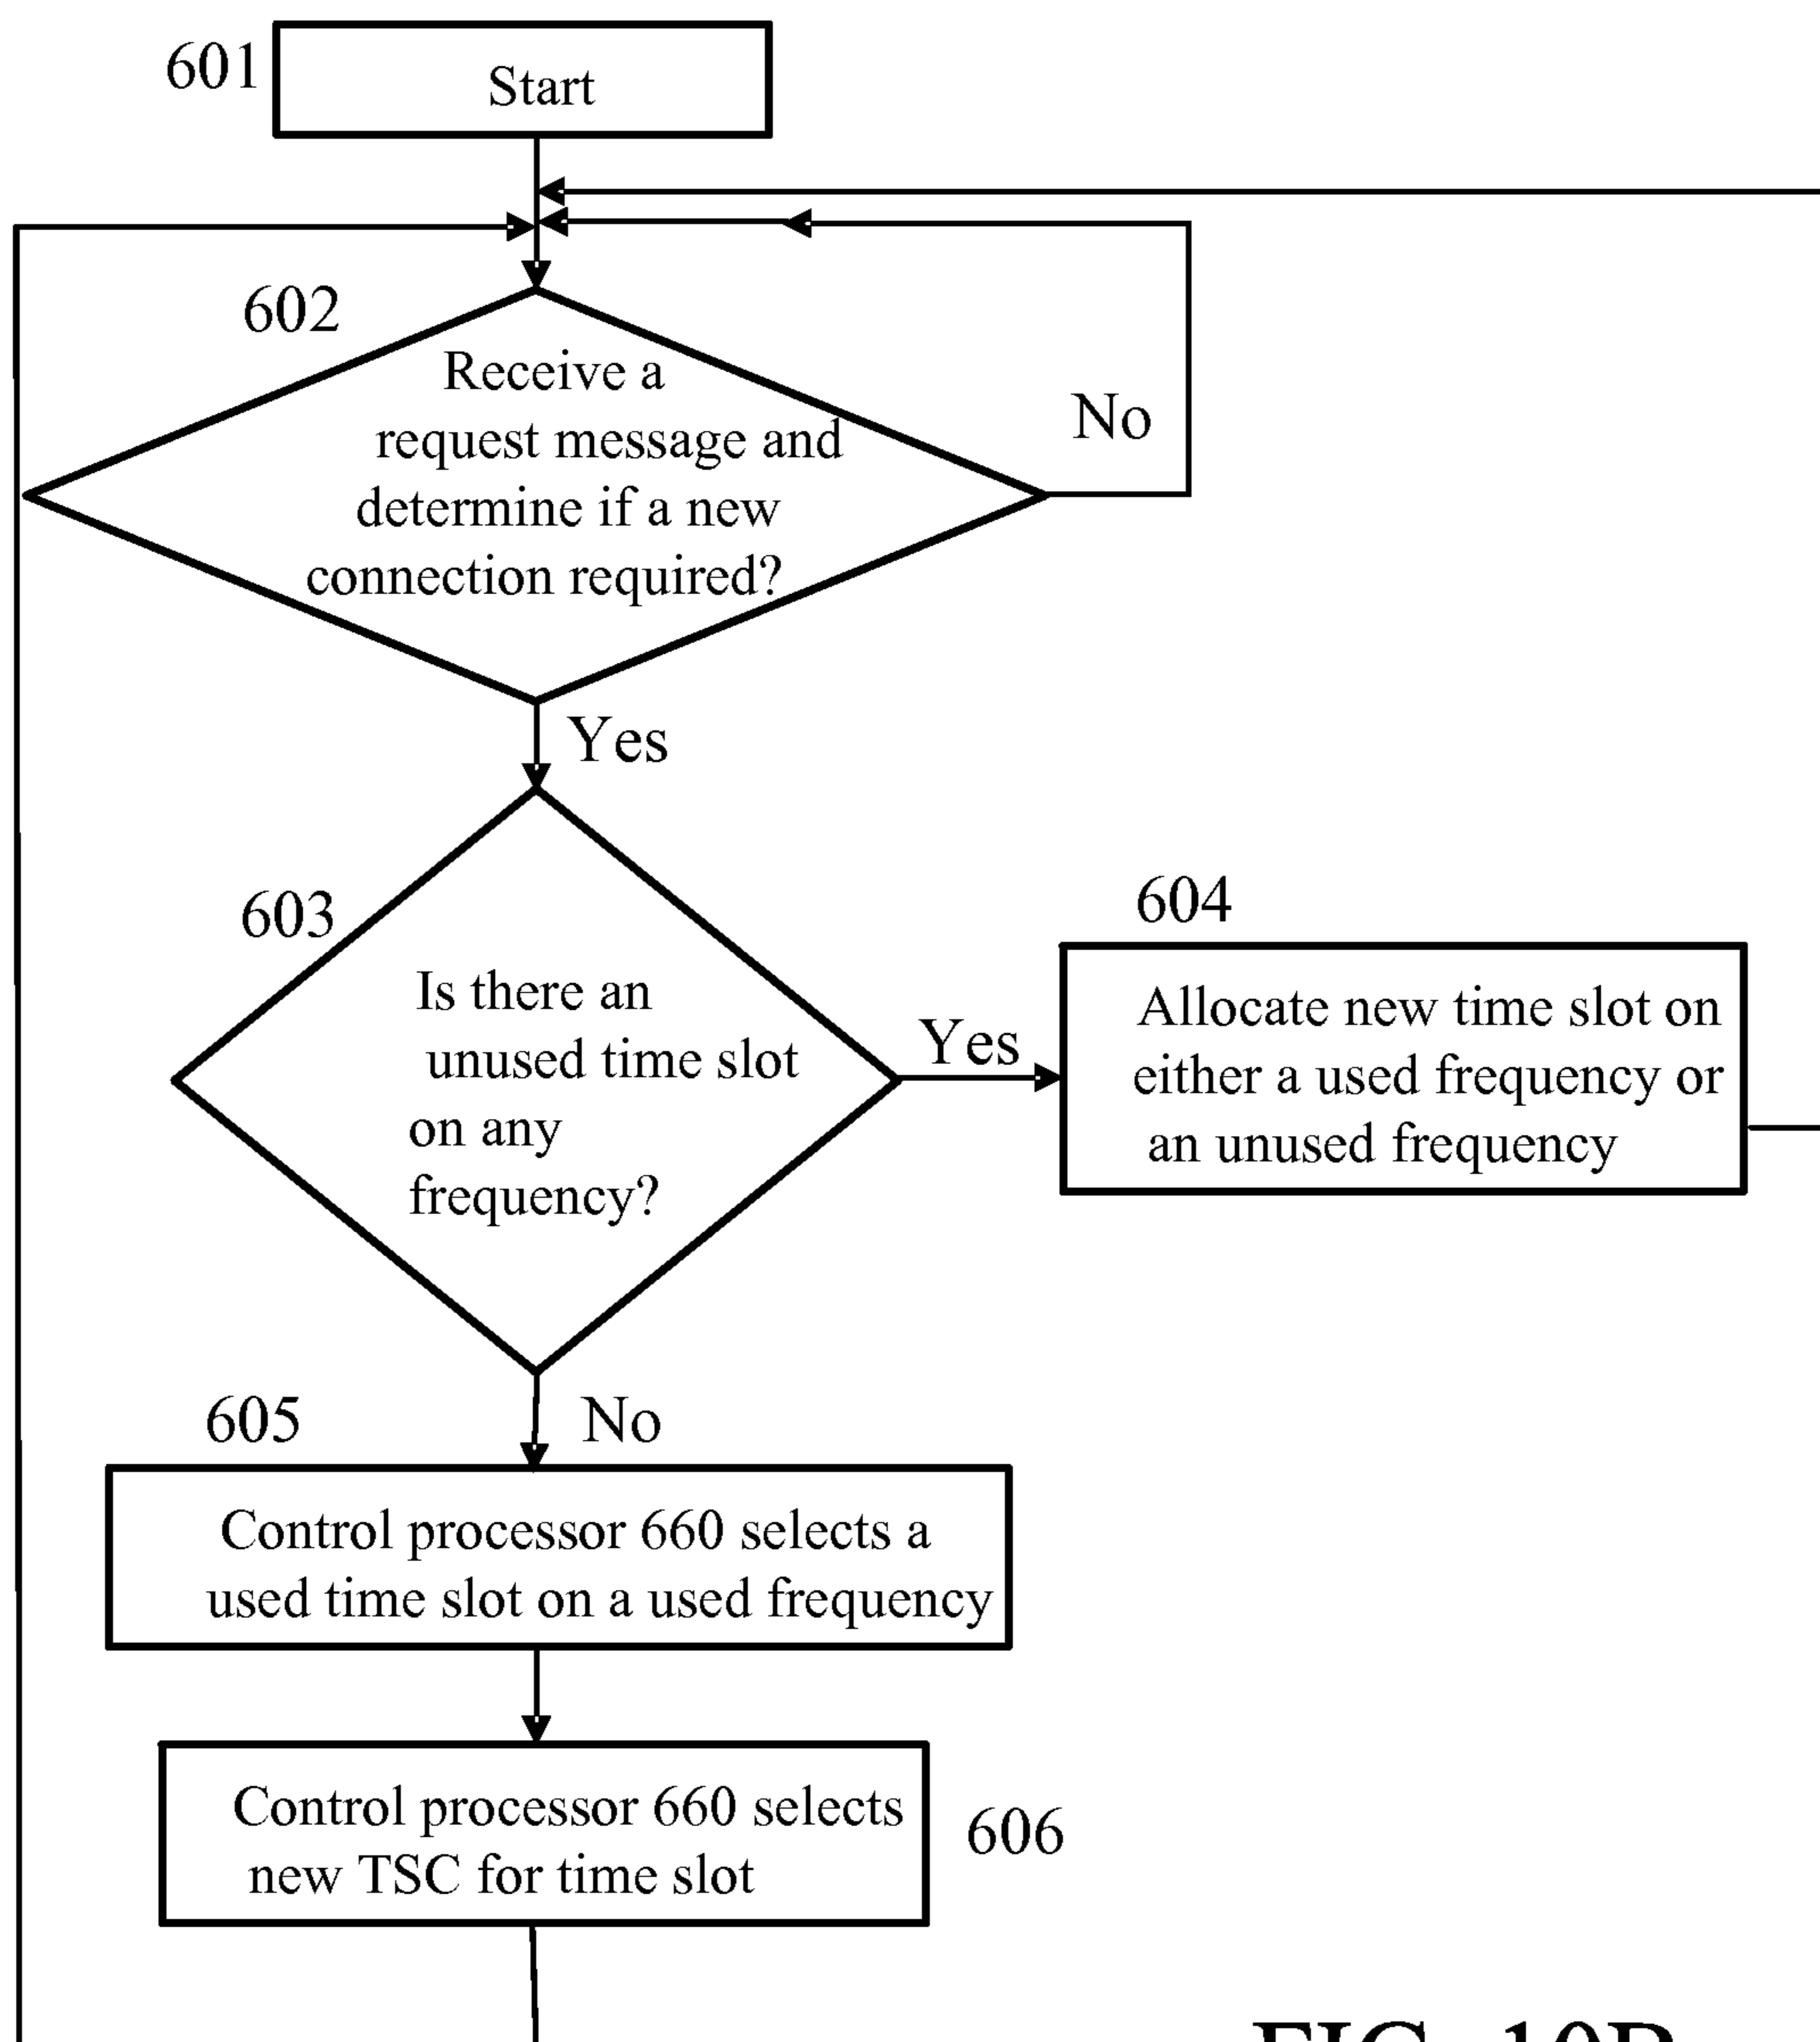 601
Start
602
Receive a
request message and
determine if a new
connection required?
No
Yes
603
Is there an
unused time slot
on any
frequency?
Yes
604
Allocate new time slot on
either a used frequency or
an unused frequency
605
No
Control processor 660 selects a
used time slot on a used frequency
Control processor 660 selects
new TSC for time slot
606